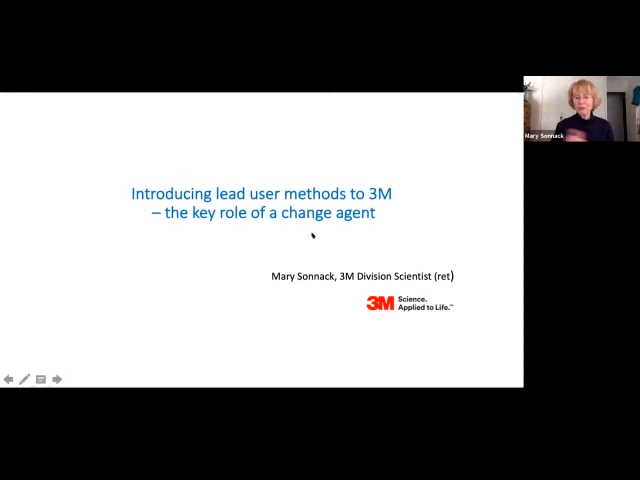 Introducing lead user methods to 3M
– the key role of a change agent
Mary Sonnack, 3M Division Scientist (ret)
3M Science.
Applied to Life.™
Mary Sonnack